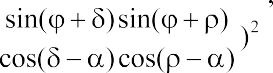 ,
sin(φ + δ) sin(φ + ρ)
)²
cos(δ − α) cos(ρ − α)